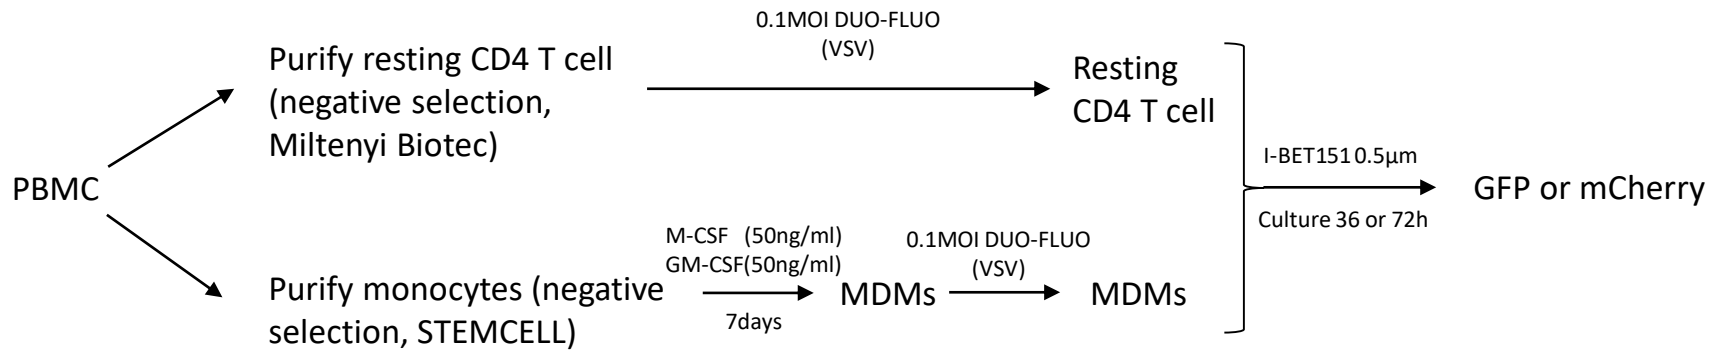 PBMC
Purify resting CD4 T cell
(negative selection,
Miltenyi Biotec)
0.1MOI DUO-FLUO
(VSV)
Resting
CD4 T cell
Purify monocytes (negative
selection, STEMCELL)
M-CSF (50ng/ml)
GM-CSF(50ng/ml)
7days
MDMs
0.1MOI DUO-FLUO
(VSV)
MDMs
I-BET151 0.5μm
Culture 36 or 72h
GFP or mCherry